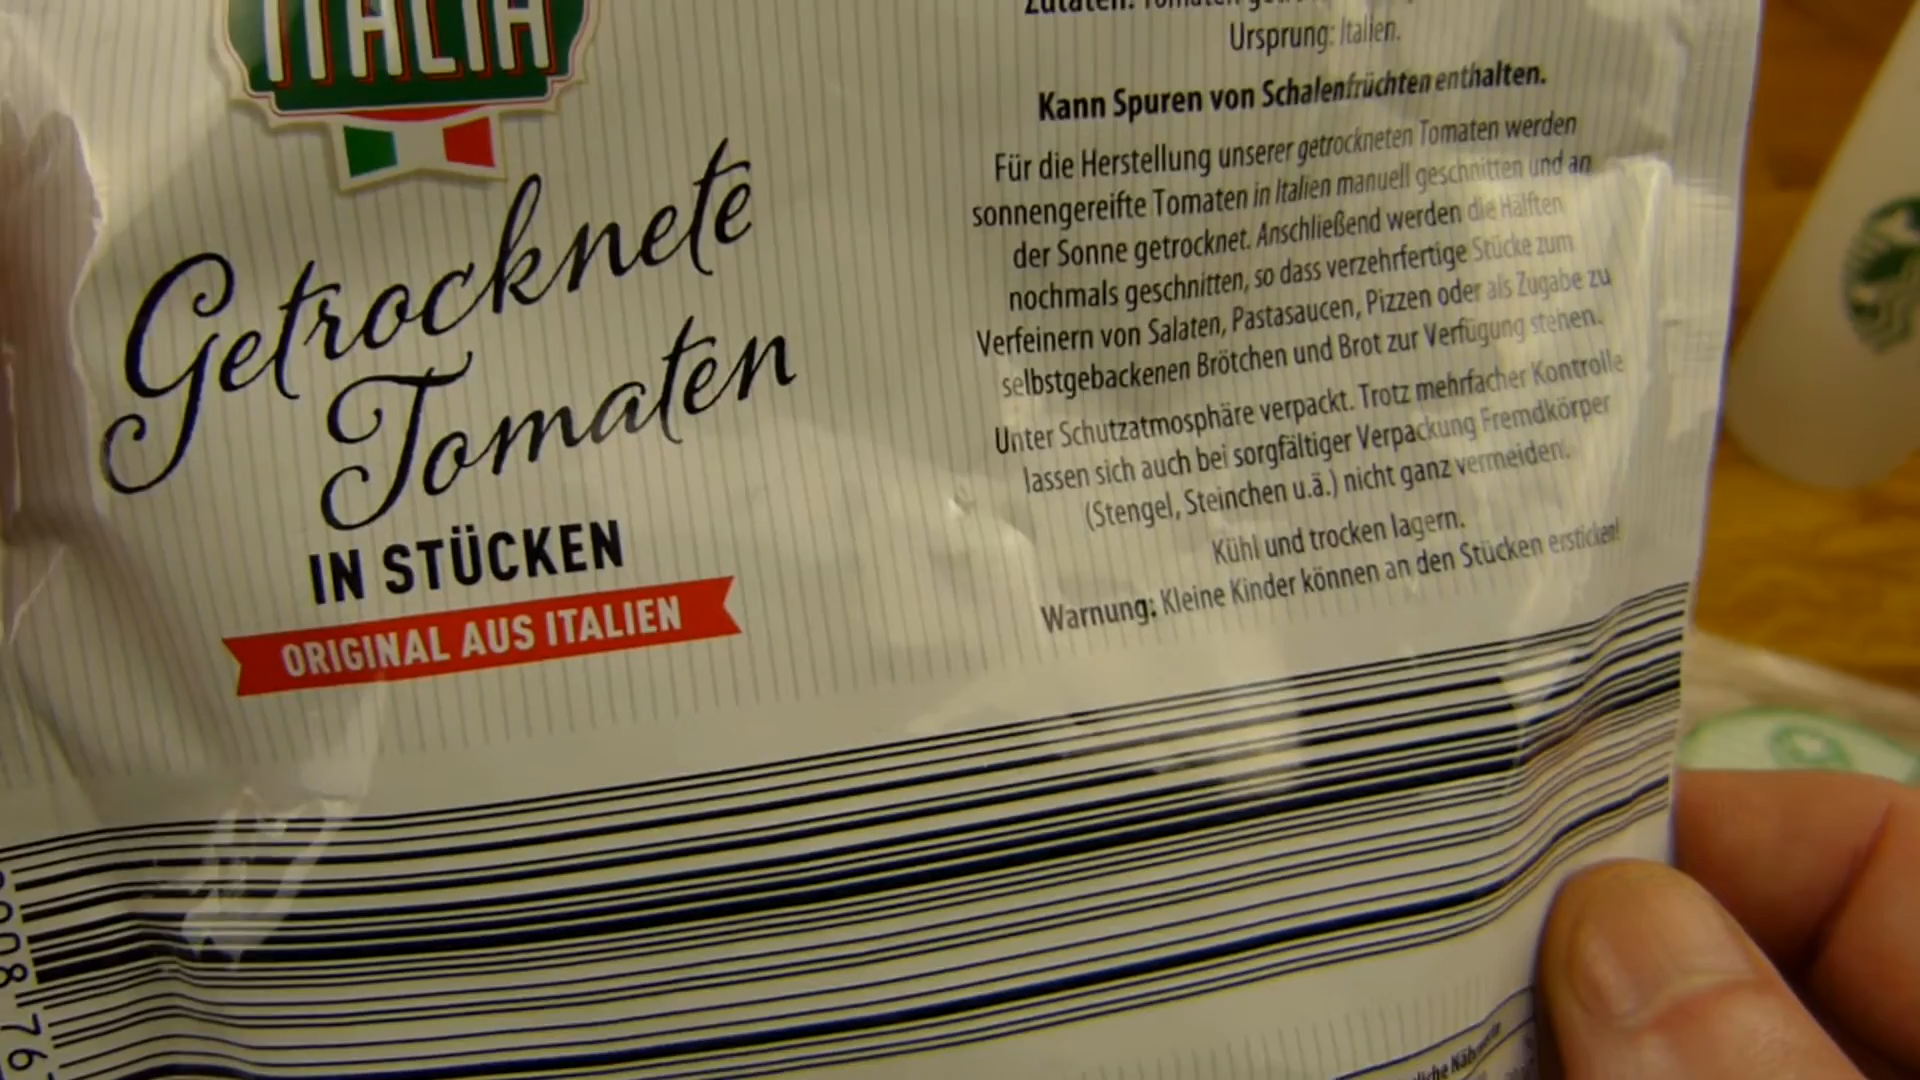 ITALIA
Getrocknete
Tomaten
IN STÜCKEN
ORIGINAL AUS ITALIEN
Zutaten: Tomaten
Ursprung: Italien.
Kann Spuren von Schalenfrüchten enthalten.
Für die Herstellung unserer getrockneten Tomaten werden
sonnengereifte Tomaten in Italien manuell geschnitten und an
der Sonne getrocknet. Anschließend werden die Hälften
nochmals geschnitten, so dass verzehrfertige Stücke zum
Verfeinern von Salaten, Pastasaucen, Pizzen oder als Zugabe zu
selbstgebackenen Brötchen und Brot zur Verfügung stehen.
Unter Schutzatmosphäre verpackt. Trotz mehrfacher Kontrolle
lassen sich auch bei sorgfältiger Verpackung Fremdkörper
(Stengel, Steinchen u.ä.) nicht ganz vermeiden.
Kühl und trocken lagern.
Warnung: Kleine Kinder können an den Stücken ersticken!